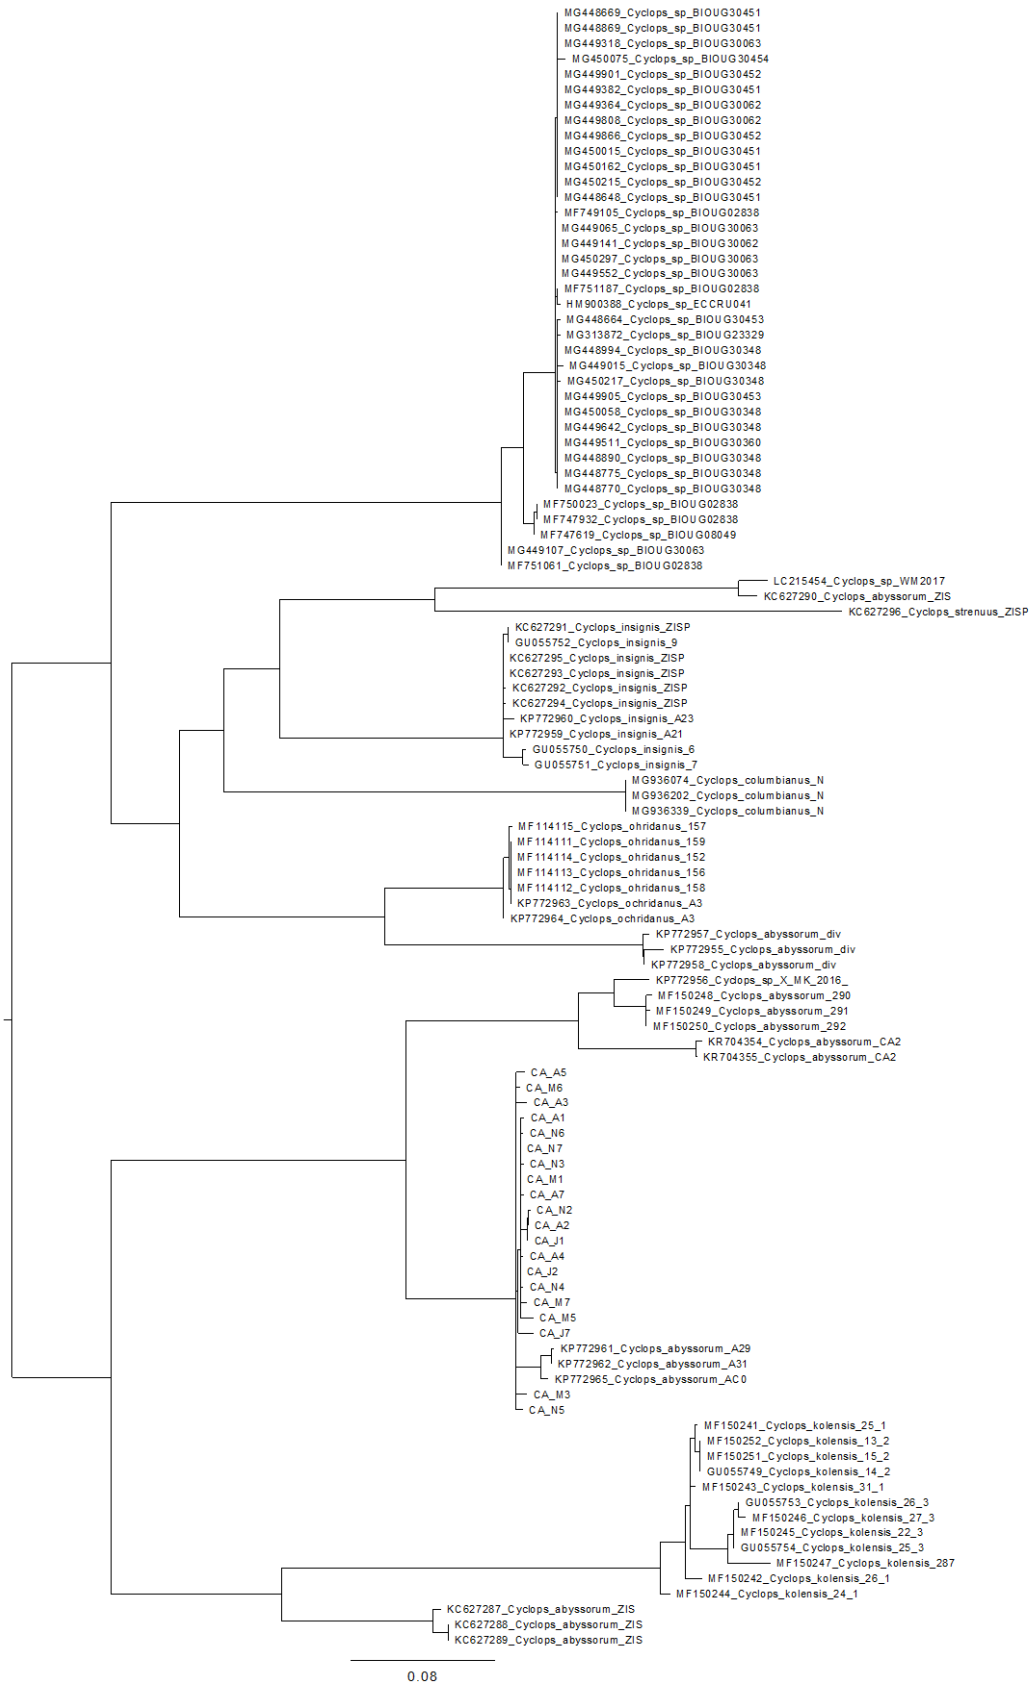 MG448669_Cyclops_sp_BIOUG30451
MG448869_Cyclops_sp_BIOUG30451
MG449318_Cyclops_sp_BIOUG30063
MG450075_Cyclops_sp_BIOUG30454
MG449901_Cyclops_sp_BIOUG30452
MG449382_Cyclops_sp_BIOUG30451
MG449364_Cyclops_sp_BIOUG30062
MG449808_Cyclops_sp_BIOUG30062
MG449866_Cyclops_sp_BIOUG30452
MG450015_Cyclops_sp_BIOUG30451
MG450162_Cyclops_sp_BIOUG30451
MG450215_Cyclops_sp_BIOUG30452
MG448648_Cyclops_sp_BIOUG30451
MF749105_Cyclops_sp_BIOUG02838
MG449065_Cyclops_sp_BIOUG30063
MG449141_Cyclops_sp_BIOUG30062
MG450297_Cyclops_sp_BIOUG30063
MG449552_Cyclops_sp_BIOUG30063
MF751187_Cyclops_sp_BIOUG02838
HM900388_Cyclops_sp_ECCRU041
MG448664_Cyclops_sp_BIOUG30453
MG313872_Cyclops_sp_BIOUG23329
MG448994_Cyclops_sp_BIOUG30348
MG449015_Cyclops_sp_BIOUG30348
MG450217_Cyclops_sp_BIOUG30348
MG449905_Cyclops_sp_BIOUG30453
MG450058_Cyclops_sp_BIOUG30348
MG449642_Cyclops_sp_BIOUG30348
MG449511_Cyclops_sp_BIOUG30360
MG448890_Cyclops_sp_BIOUG30348
MG448775_Cyclops_sp_BIOUG30348
MG448770_Cyclops_sp_BIOUG30348
MF750023_Cyclops_sp_BIOUG02838
MF747932_Cyclops_sp_BIOUG02838
MF747619_Cyclops_sp_BIOUG08049
MG449107_Cyclops_sp_BIOUG30063
MF751061_Cyclops_sp_BIOUG02838
LC215454_Cyclops_sp_WM2017
KC627290_Cyclops_abyssorum_ZIS
KC627296_Cyclops_strenuus_ZISP
KC627291_Cyclops_insignis_ZISP
GU055752_Cyclops_insignis_9
KC627295_Cyclops_insignis_ZISP
KC627293_Cyclops_insignis_ZISP
KC627292_Cyclops_insignis_ZISP
KC627294_Cyclops_insignis_ZISP
KP772960_Cyclops_insignis_A23
KP772959_Cyclops_insignis_A21
GU055750_Cyclops_insignis_6
GU055751_Cyclops_insignis_7
MG936074_Cyclops_columbianus_N
MG936202_Cyclops_columbianus_N
MG936339_Cyclops_columbianus_N
MF114115_Cyclops_ohridanus_157
MF114111_Cyclops_ohridanus_159
MF114114_Cyclops_ohridanus_152
MF114113_Cyclops_ohridanus_156
MF114112_Cyclops_ohridanus_158
KP772963_Cyclops_ochridanus_A3
KP772964_Cyclops_ochridanus_A3
KP772957_Cyclops_abyssorum_div
KP772955_Cyclops_abyssorum_div
KP772958_Cyclops_abyssorum_div
KP772956_Cyclops_sp_X_MK_2016_
MF150248_Cyclops_abyssorum_290
MF150249_Cyclops_abyssorum_291
MF150250_Cyclops_abyssorum_292
KR704354_Cyclops_abyssorum_CA2
KR704355_Cyclops_abyssorum_CA2
CA_A5
CA_M6
CA_A3
CA_A1
CA_N6
CA_N7
CA_N3
CA_M1
CA_A7
CA_N2
CA_A2
CA_J1
CA_A4
CA_J2
CA_N4
CA_M7
CA_M5
CA_J7
KP772961_Cyclops_abyssorum_A29
KP772962_Cyclops_abyssorum_A31
KP772965_Cyclops_abyssorum_AC0
CA_M3
CA_N5
MF150241_Cyclops_kolensis_25_1
MF150252_Cyclops_kolensis_13_2
MF150251_Cyclops_kolensis_15_2
GU055749_Cyclops_kolensis_14_2
MF150243_Cyclops_kolensis_31_1
GU055753_Cyclops_kolensis_26_3
MF150246_Cyclops_kolensis_27_3
MF150245_Cyclops_kolensis_22_3
GU055754_Cyclops_kolensis_25_3
MF150247_Cyclops_kolensis_287
MF150242_Cyclops_kolensis_26_1
MF150244_Cyclops_kolensis_24_1
KC627287_Cyclops_abyssorum_ZIS
KC627288_Cyclops_abyssorum_ZIS
KC627289_Cyclops_abyssorum_ZIS
0.08